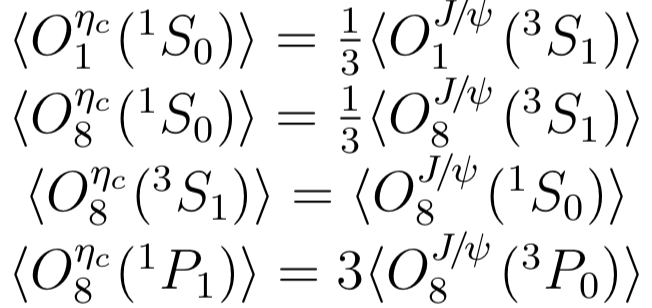 ⟨O₁^{η_c}(¹S₀)⟩ = 1/3⟨O₁^{J/ψ}(³S₁)⟩
⟨O₈^{η_c}(¹S₀)⟩ = 1/3⟨O₈^{J/ψ}(³S₁)⟩
⟨O₈^{η_c}(³S₁)⟩ = ⟨O₈^{J/ψ}(¹S₀)⟩
⟨O₈^{η_c}(¹P₁)⟩ = 3⟨O₈^{J/ψ}(³P₀)⟩